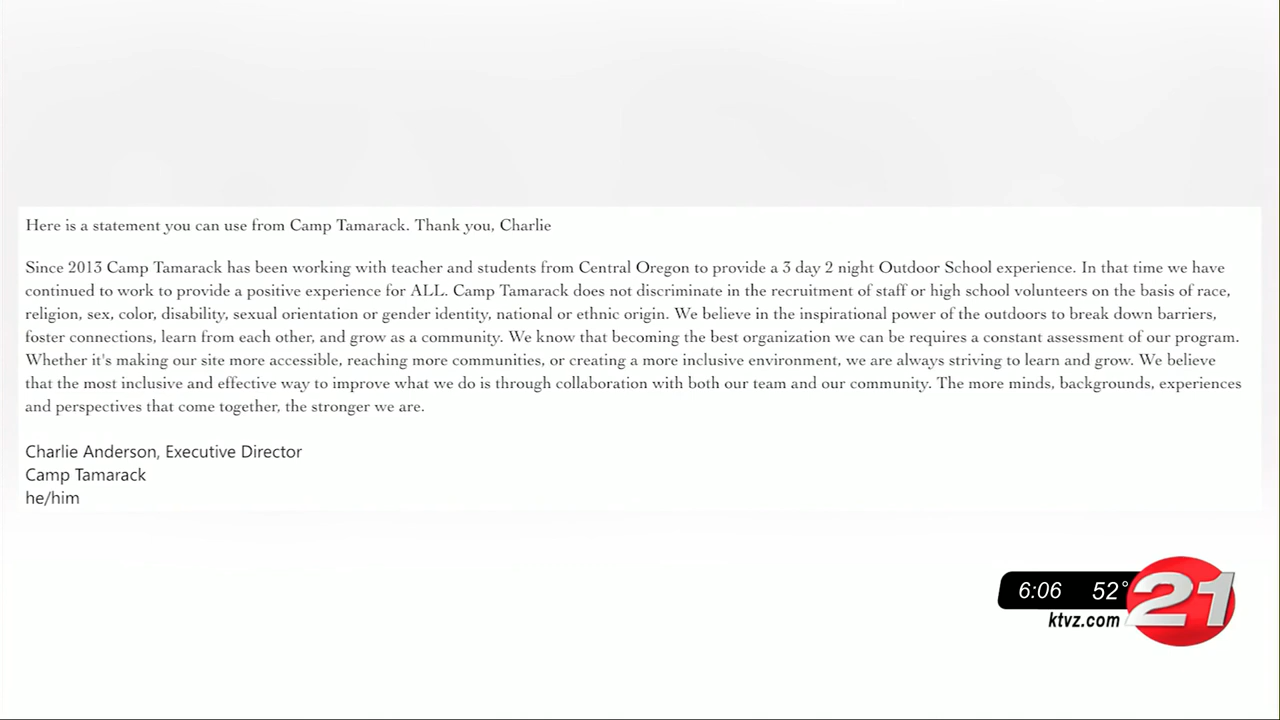 Here is a statement you can use from Camp Tamarack. Thank you, Charlie
Since 2013 Camp Tamarack has been working with teacher and students from Central Oregon to provide a 3 day 2 night Outdoor School experience. In that time we have
continued to work to provide a positive experience for ALL. Camp Tamarack does not discriminate in the recruitment of staff or high school volunteers on the basis of race,
religion, sex, color, disability, sexual orientation or gender identity, national or ethnic origin. We believe in the inspirational power of the outdoors to break down barriers,
foster connections, learn from each other, and grow as a community. We know that becoming the best organization we can be requires a constant assessment of our program.
Whether it's making our site more accessible, reaching more communities, or creating a more inclusive environment, we are always striving to learn and grow. We believe
that the most inclusive and effective way to improve what we do is through collaboration with both our team and our community. The more minds, backgrounds, experiences
and perspectives that come together, the stronger we are.
Charlie Anderson, Executive Director
Camp Tamarack
he/him
6:06 52° 21
ktvz.com